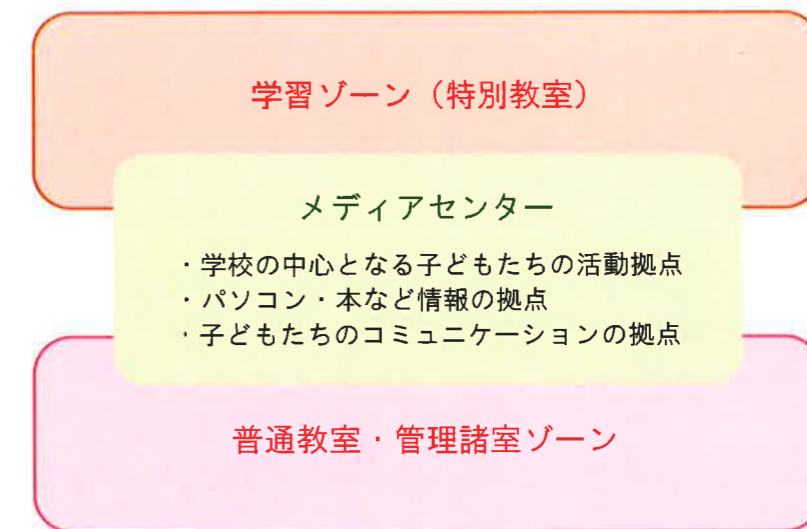 学習ゾーン（特別教室）
メディアセンター
・学校の中心となる子どもたちの活動拠点
・パソコン・本など情報の拠点
・子どもたちのコミュニケーションの拠点
普通教室・管理諸室ゾーン